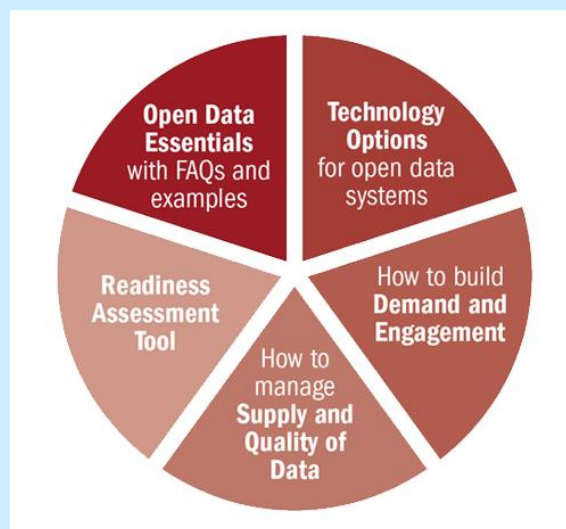 Open Data
Essentials
with FAQs and
examples
Technology
Options
for open data
systems
How to build
Demand and
Engagement
How to
manage
Supply and
Quality of
Data
Readiness
Assessment
Tool